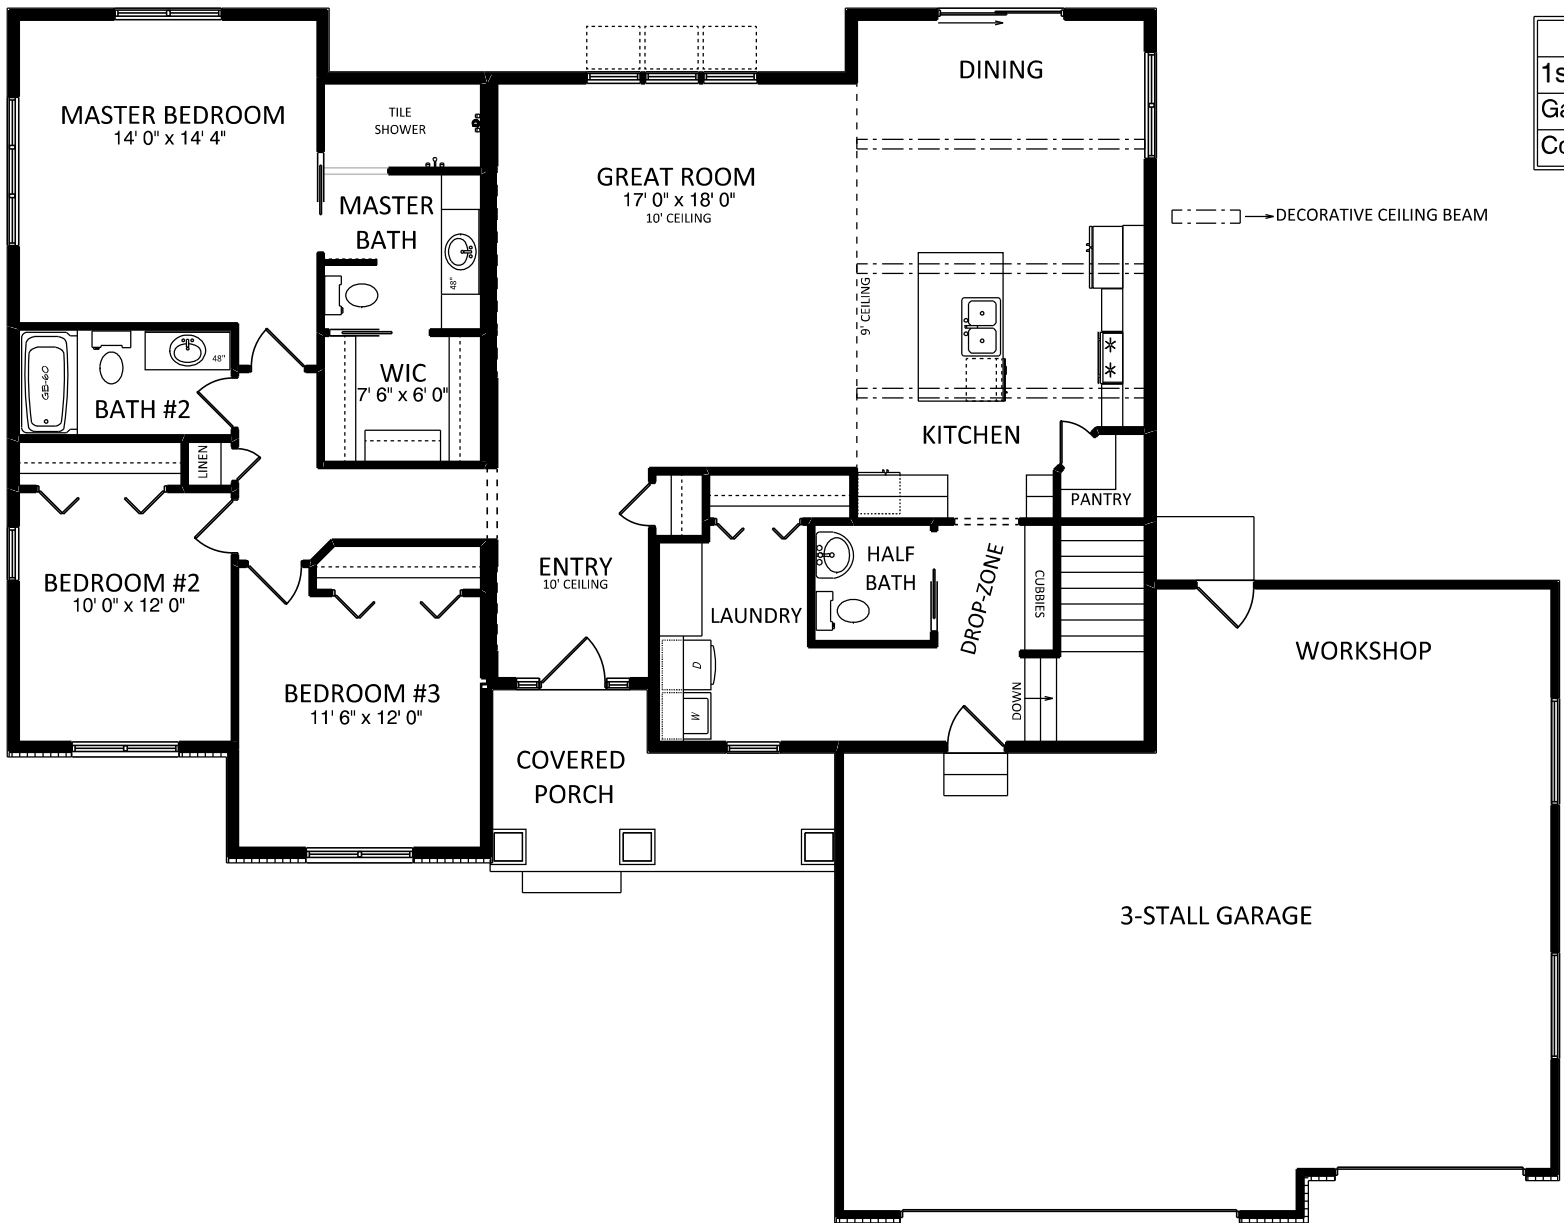 MASTER BEDROOM
14' 0" x 14' 4"
TILE
SHOWER
MASTER
BATH
48"
WIC
7' 6" x 6' 0"
GB-60
48"
BATH #2
LINEN
BEDROOM #2
10' 0" x 12' 0"
BEDROOM #3
11' 6" x 12' 0"
GREAT ROOM
17' 0" x 18' 0"
10' CEILING
DINING
9' CEILING
KITCHEN
PANTRY
DECORATIVE CEILING BEAM
1s
Ga
Co
ENTRY
10' CEILING
LAUNDRY
D
W
HALF
BATH
DROP-ZONE
CUBBIES
DOWN
COVERED
PORCH
WORKSHOP
3-STALL GARAGE